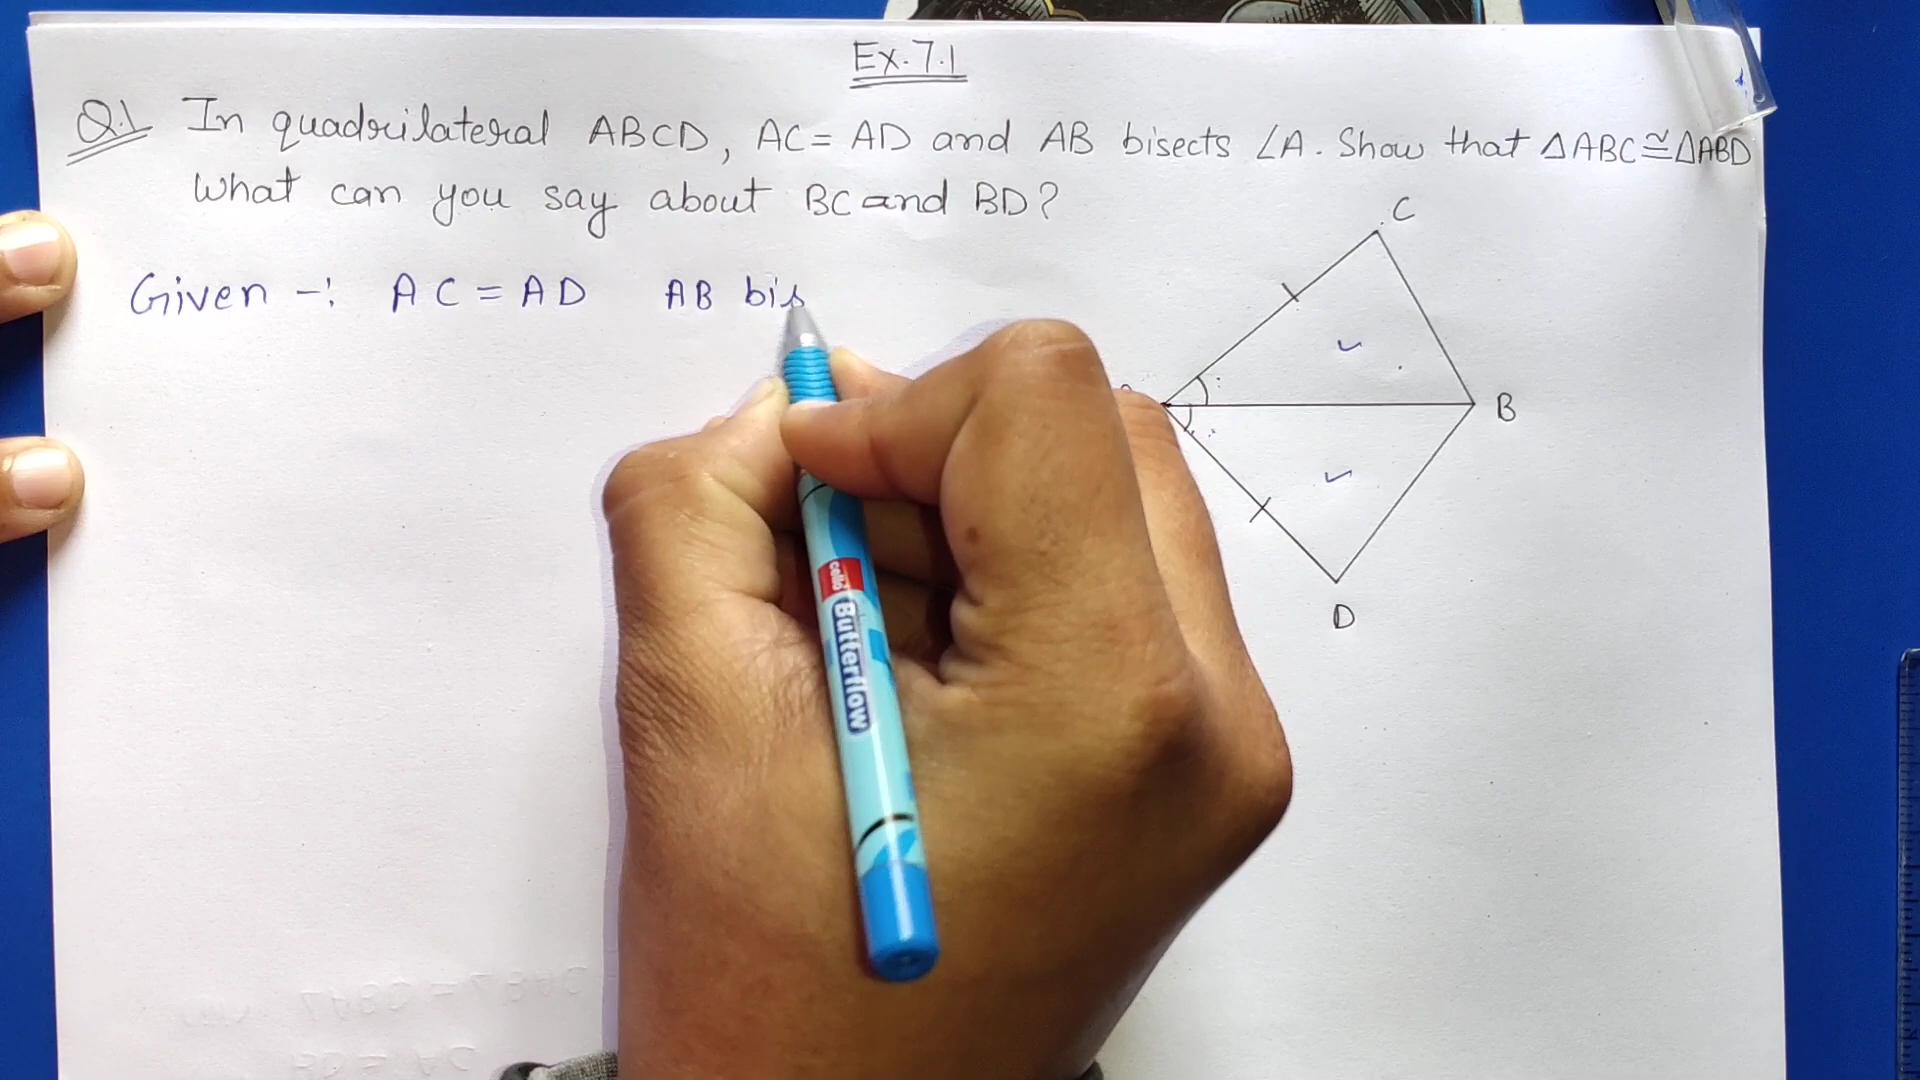 Ex. 7.1
Q.1 In quadrilateral ABCD, AC = AD and AB bisects ∠A. Show that ΔABC ≅ ΔABD
What can you say about BC and BD?
Given -: AC = AD AB bis
C
B
D
cello
Butterflow